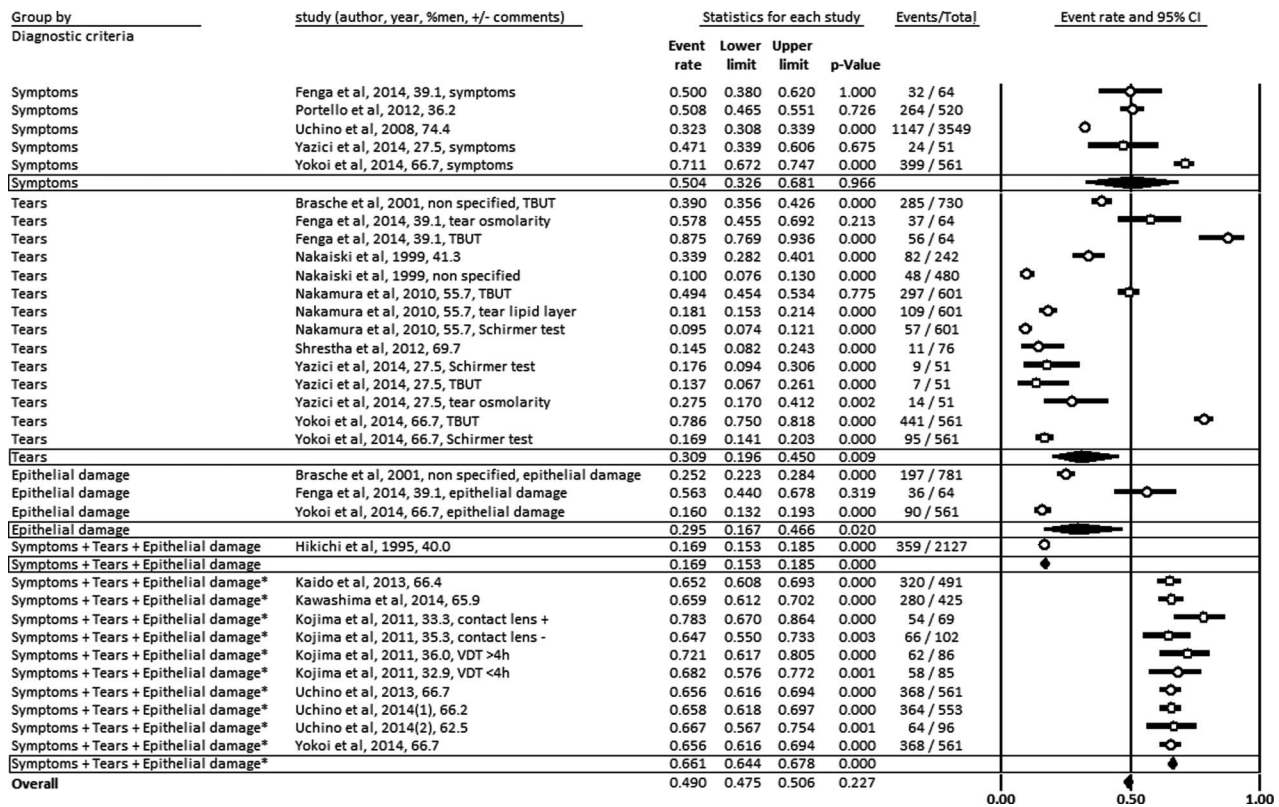 Group by study (author, year, %men, +/- comments) Statistics for each study Events/Total Event rate and 95% CI
Diagnostic criteria
Event Lower Upper
rate limit limit p-Value
Symptoms Fenga et al, 2014, 39.1, symptoms 0.500 0.380 0.620 1.000 32 / 64
Symptoms Portello et al, 2012, 36.2 0.508 0.465 0.551 0.726 264 / 520
Symptoms Uchino et al, 2008, 74.4 0.323 0.308 0.339 0.000 1147 / 3549
Symptoms Yazici et al, 2014, 27.5, symptoms 0.471 0.339 0.606 0.675 24 / 51
Symptoms Yokoi et al, 2014, 66.7, symptoms 0.711 0.672 0.747 0.000 399 / 561
Symptoms 0.504 0.326 0.681 0.966
Tears Brasche et al, 2001, non specified, TBUT 0.390 0.356 0.426 0.000 285 / 730
Tears Fenga et al, 2014, 39.1, tear osmolarity 0.578 0.455 0.692 0.213 37 / 64
Tears Fenga et al, 2014, 39.1, TBUT 0.875 0.769 0.936 0.000 56 / 64
Tears Nakaiski et al, 1999, 41.3 0.339 0.282 0.401 0.000 82 / 242
Tears Nakaiski et al, 1999, non specified 0.100 0.076 0.130 0.000 48 / 480
Tears Nakamura et al, 2010, 55.7, TBUT 0.494 0.454 0.534 0.775 297 / 601
Tears Nakamura et al, 2010, 55.7, tear lipid layer 0.181 0.153 0.214 0.000 109 / 601
Tears Nakamura et al, 2010, 55.7, Schirmer test 0.095 0.074 0.121 0.000 57 / 601
Tears Shrestha et al, 2012, 69.7 0.145 0.082 0.243 0.000 11 / 76
Tears Yazici et al, 2014, 27.5, Schirmer test 0.176 0.094 0.306 0.000 9 / 51
Tears Yazici et al, 2014, 27.5, TBUT 0.137 0.067 0.261 0.000 7 / 51
Tears Yazici et al, 2014, 27.5, tear osmolarity 0.275 0.170 0.412 0.002 14 / 51
Tears Yokoi et al, 2014, 66.7, TBUT 0.786 0.750 0.818 0.000 441 / 561
Tears Yokoi et al, 2014, 66.7, Schirmer test 0.169 0.141 0.203 0.000 95 / 561
Tears 0.309 0.196 0.450 0.009
Epithelial damage Brasche et al, 2001, non specified, epithelial damage 0.252 0.223 0.284 0.000 197 / 781
Epithelial damage Fenga et al, 2014, 39.1, epithelial damage 0.563 0.440 0.678 0.319 36 / 64
Epithelial damage Yokoi et al, 2014, 66.7, epithelial damage 0.160 0.132 0.193 0.000 90 / 561
Epithelial damage 0.295 0.167 0.466 0.020
Symptoms + Tears + Epithelial damage Hikichi et al, 1995, 40.0 0.169 0.153 0.185 0.000 359 / 2127
Symptoms + Tears + Epithelial damage 0.169 0.153 0.185 0.000
Symptoms + Tears + Epithelial damage* Kaido et al, 2013, 66.4 0.652 0.608 0.693 0.000 320 / 491
Symptoms + Tears + Epithelial damage* Kawashima et al, 2014, 65.9 0.659 0.612 0.702 0.000 280 / 425
Symptoms + Tears + Epithelial damage* Kojima et al, 2011, 33.3, contact lens + 0.783 0.670 0.864 0.000 54 / 69
Symptoms + Tears + Epithelial damage* Kojima et al, 2011, 35.3, contact lens - 0.647 0.550 0.733 0.003 66 / 102
Symptoms + Tears + Epithelial damage* Kojima et al, 2011, 36.0, VDT >4h 0.721 0.617 0.805 0.000 62 / 86
Symptoms + Tears + Epithelial damage* Kojima et al, 2011, 32.9, VDT <4h 0.682 0.576 0.772 0.001 58 / 85
Symptoms + Tears + Epithelial damage* Uchino et al, 2013, 66.7 0.656 0.616 0.694 0.000 368 / 561
Symptoms + Tears + Epithelial damage* Uchino et al, 2014(1), 66.2 0.658 0.618 0.697 0.000 364 / 553
Symptoms + Tears + Epithelial damage* Uchino et al, 2014(2), 62.5 0.667 0.567 0.754 0.001 64 / 96
Symptoms + Tears + Epithelial damage* Yokoi et al, 2014, 66.7 0.656 0.616 0.694 0.000 368 / 561
Symptoms + Tears + Epithelial damage* 0.661 0.644 0.678 0.000
Overall 0.490 0.475 0.506 0.227
0.00 0.50 1.00